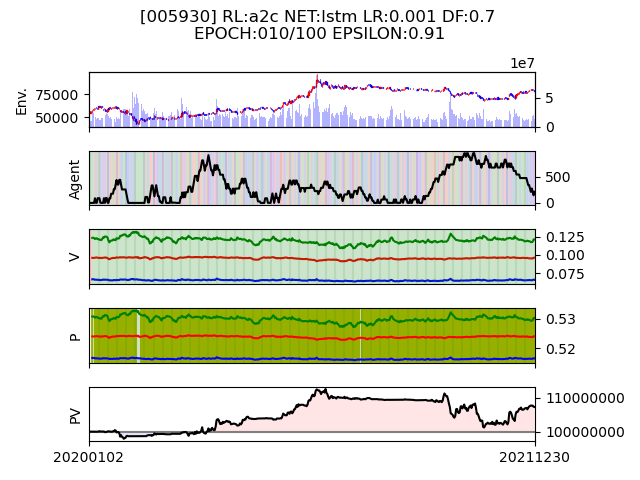 [005930] RL:a2c NET:lstm LR:0.001 DF:0.7
EPOCH:010/100 EPSILON:0.91
1e7
Env.
75000
50000
5
0
Agent
500
0
V
0.125
0.100
0.075
P
0.53
0.52
PV
110000000
100000000
20200102
20211230